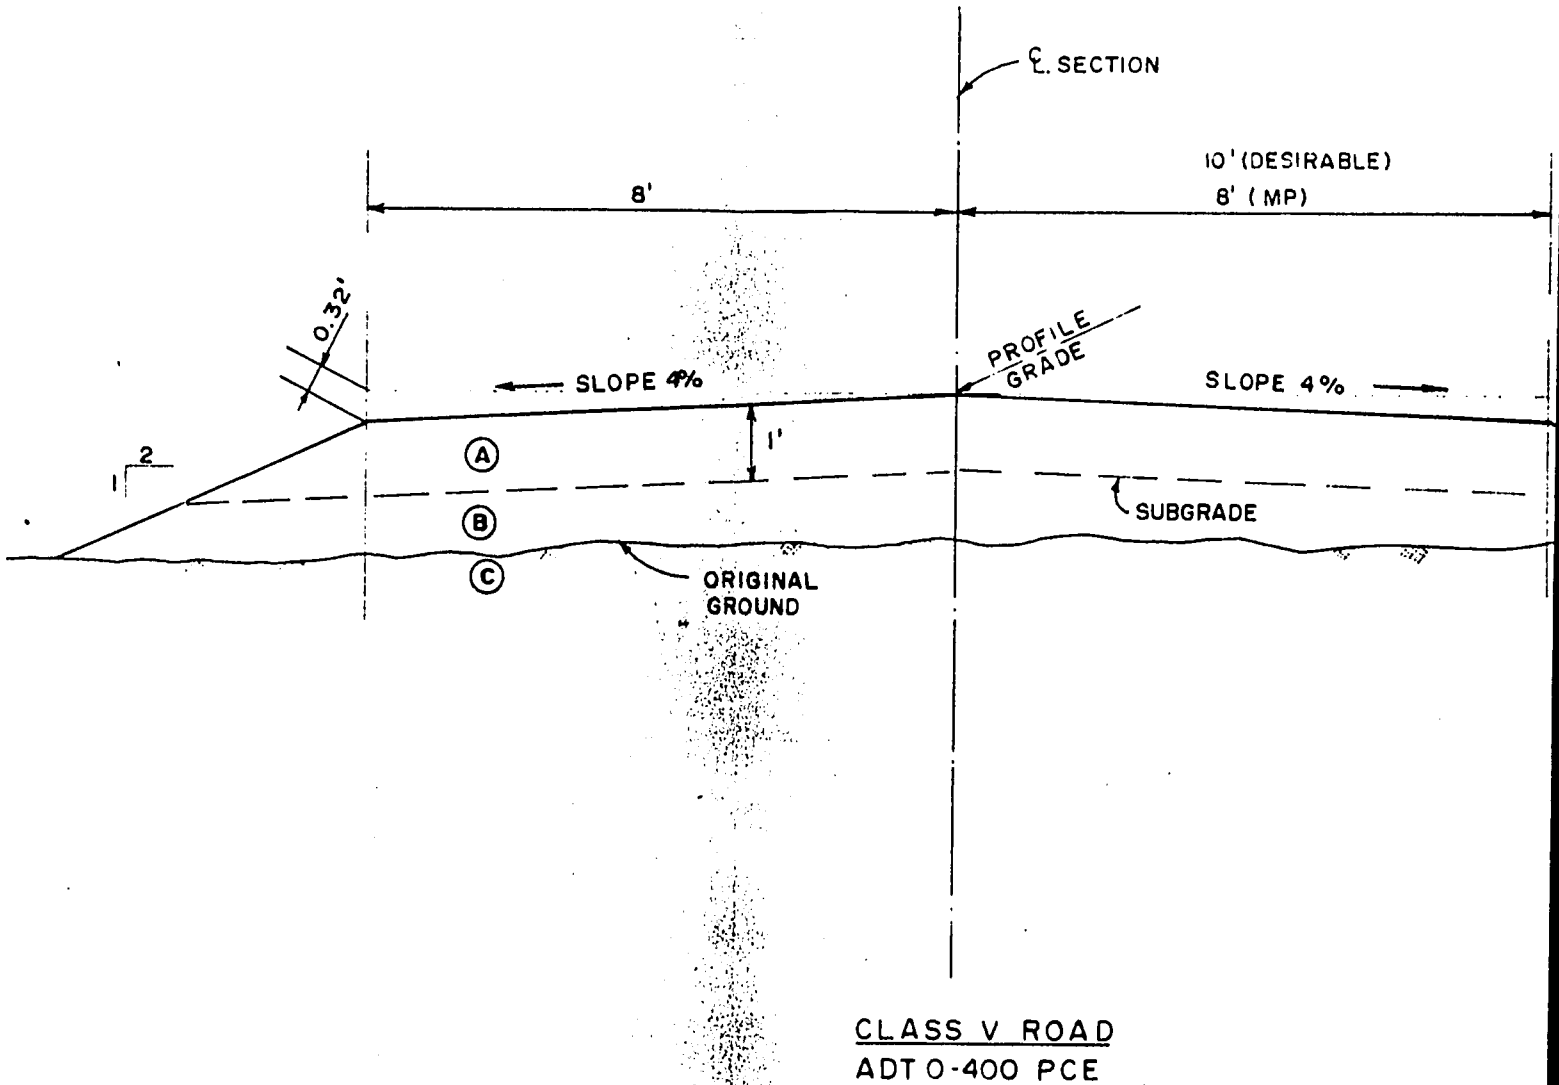 ℄. SECTION
10' (DESIRABLE)
8'
8' (MP)
0.32'
PROFILE
GRADE
SLOPE 4%
SLOPE 4%
A
1'
2
1
B
SUBGRADE
C
ORIGINAL
GROUND
CLASS V ROAD
ADT 0-400 PCE